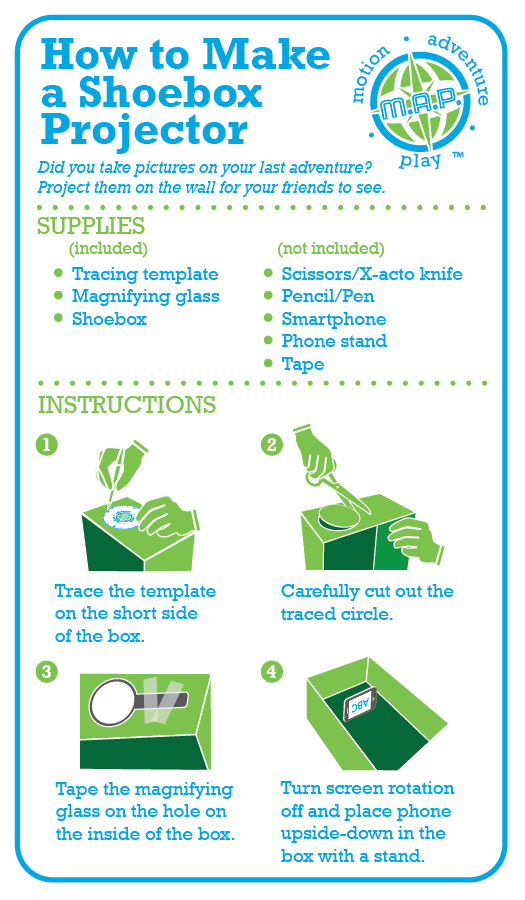 How to Make
a Shoebox
Projector
motion • adventure • play ™
M.A.P.
Did you take pictures on your last adventure?
Project them on the wall for your friends to see.
SUPPLIES
(included)
• Tracing template
• Magnifying glass
• Shoebox
(not included)
• Scissors/X-acto knife
• Pencil/Pen
• Smartphone
• Phone stand
• Tape
INSTRUCTIONS
1
Trace the template
on the short side
of the box.
2
Carefully cut out the
traced circle.
3
Tape the magnifying
glass on the hole on
the inside of the box.
4
ABC
Turn screen rotation
off and place phone
upside-down in the
box with a stand.